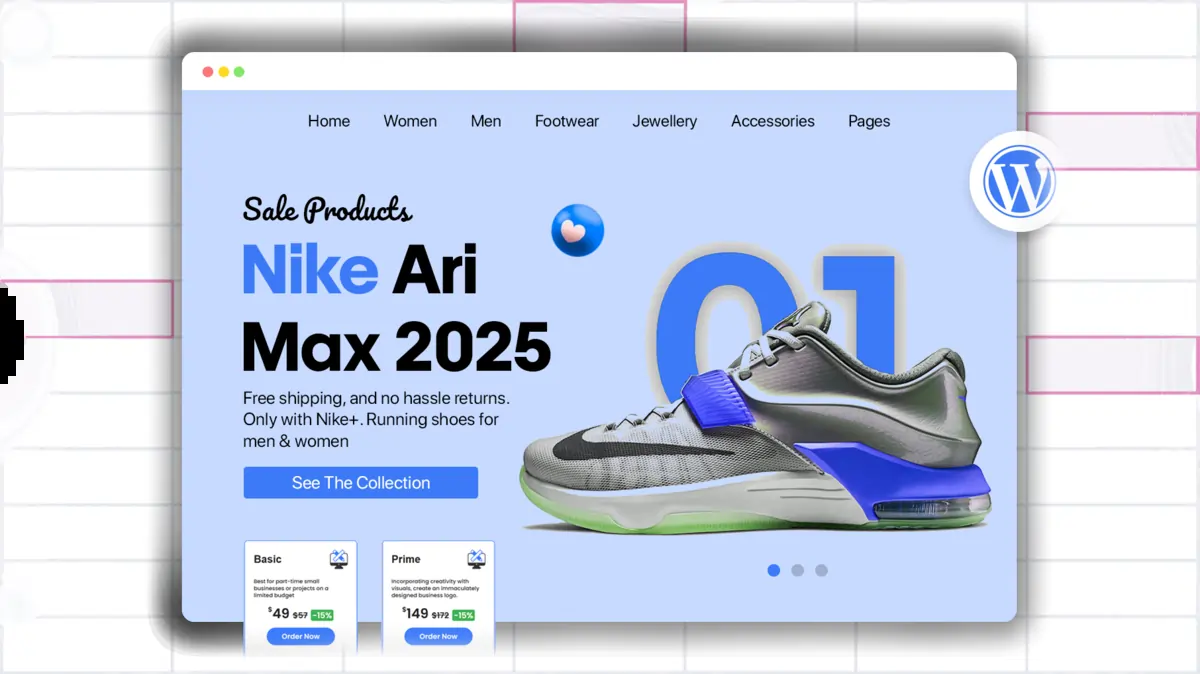 Home Women Men Footwear Jewellery Accessories Pages
Sale Products
Nike Ari
Max 2025
Free shipping, and no hassle returns.
Only with Nike+. Running shoes for
men & women
See The Collection
01
Basic
Best for part-time small
businesses or projects on a
limited budget
$49 $57 -15%
Order Now
Prime
Incorporating creativity with
visuals, create an immaculately
designed business logo.
$149 $172 -15%
Order Now
W